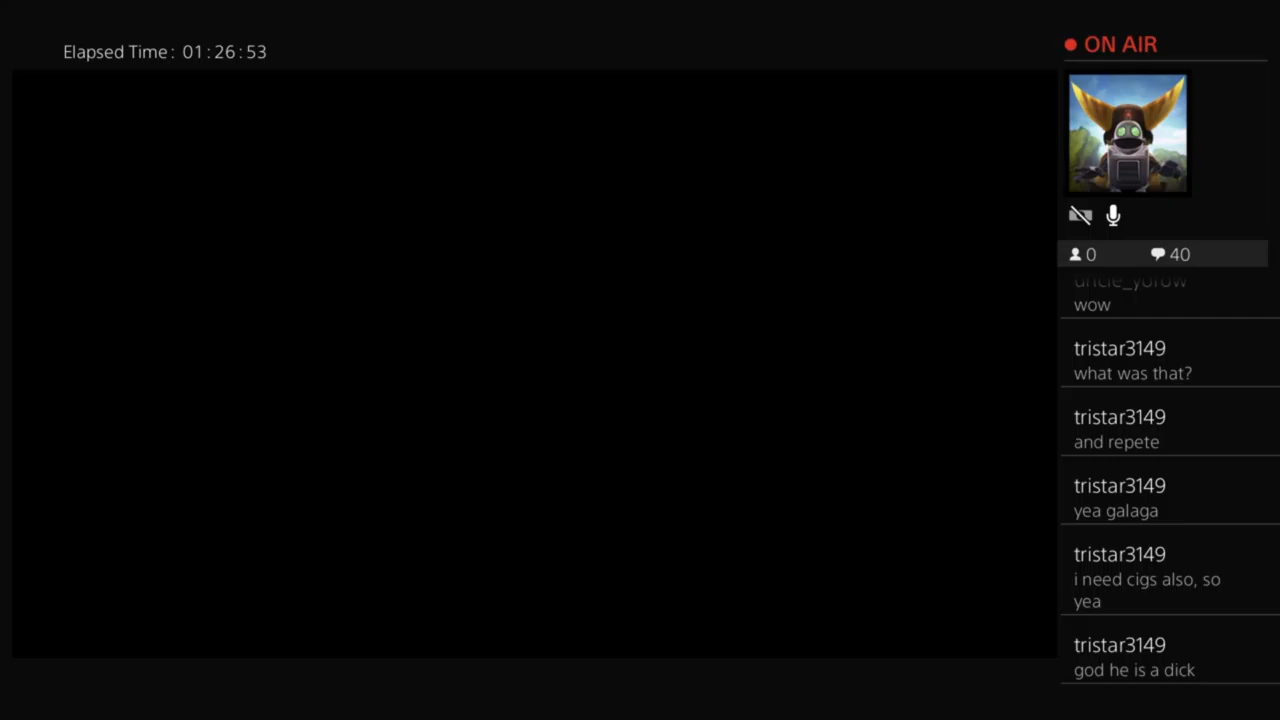 Elapsed Time: 01:26:53
ON AIR
0 40
uncle_yorow
wow
tristar3149
what was that?
tristar3149
and repete
tristar3149
yea galaga
tristar3149
i need cigs also, so
yea
tristar3149
god he is a dick